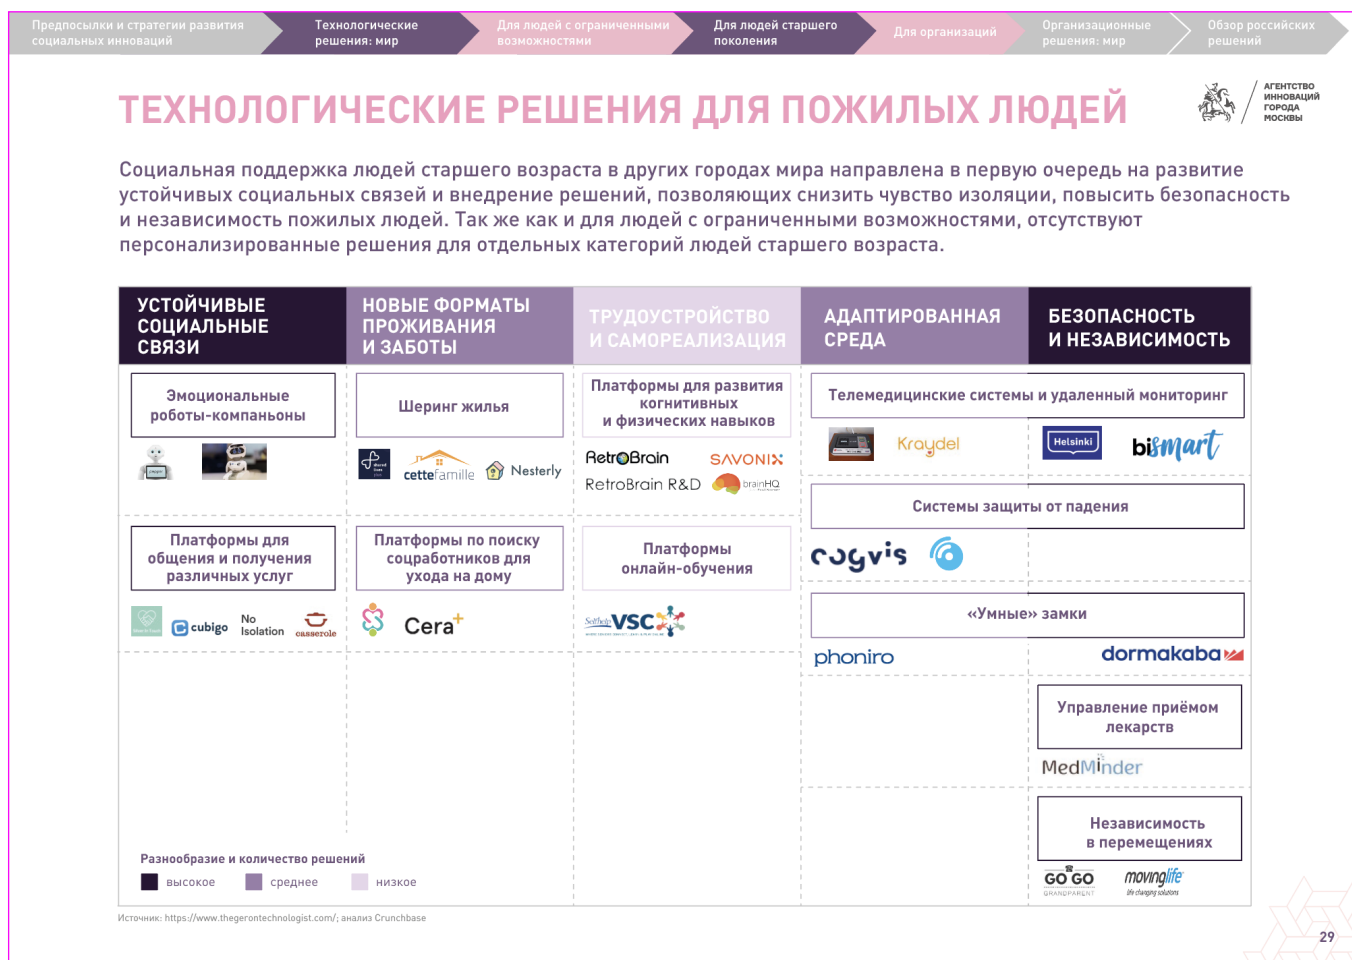 Предпосылки и стратегии развития
социальных инноваций
Технологические
решения: мир
Для людей с ограниченными
возможностями
Для людей старшего
поколения
Для организаций
Организационные
решения: мир
Обзор российских
решений
ТЕХНОЛОГИЧЕСКИЕ РЕШЕНИЯ ДЛЯ ПОЖИЛЫХ ЛЮДЕЙ
АГЕНТСТВО
ИННОВАЦИЙ
ГОРОДА
МОСКВЫ
Социальная поддержка людей старшего возраста в других городах мира направлена в первую очередь на развитие
устойчивых социальных связей и внедрение решений, позволяющих снизить чувство изоляции, повысить безопасность
и независимость пожилых людей. Так же как и для людей с ограниченными возможностями, отсутствуют
персонализированные решения для отдельных категорий людей старшего возраста.
УСТОЙЧИВЫЕ
СОЦИАЛЬНЫЕ
СВЯЗИ
НОВЫЕ ФОРМАТЫ
ПРОЖИВАНИЯ
И ЗАБОТЫ
ТРУДОУСТРОЙСТВО
И САМОРЕАЛИЗАЦИЯ
АДАПТИРОВАННАЯ
СРЕДА
БЕЗОПАСНОСТЬ
И НЕЗАВИСИМОСТЬ
Эмоциональные
роботы-компаньоны
Шеринг жилья
Платформы для развития
когнитивных
и физических навыков
Телемедицинские системы и удаленный мониторинг
shared
lives
cettefamille
Nesterly
RetroBrain
SAVONIX
RetroBrain R&D
brainHQ
Kraydel
Helsinki
bismart
Системы защиты от падения
cogvis
Платформы для
общения и получения
различных услуг
Платформы по поиску
соцработников для
ухода на дому
Платформы
онлайн-обучения
cubigo
No
Isolation
casserole
Cera+
Selfhelp VSC
«Умные» замки
phoniro
dormakaba
Управление приёмом
лекарств
MedMinder
Независимость
в перемещениях
GO GO
GRANDPARENT
movinglife
life changing solutions
Разнообразие и количество решений
высокое
среднее
низкое
Источник: https://www.thegerontechnologist.com/; анализ Crunchbase
29